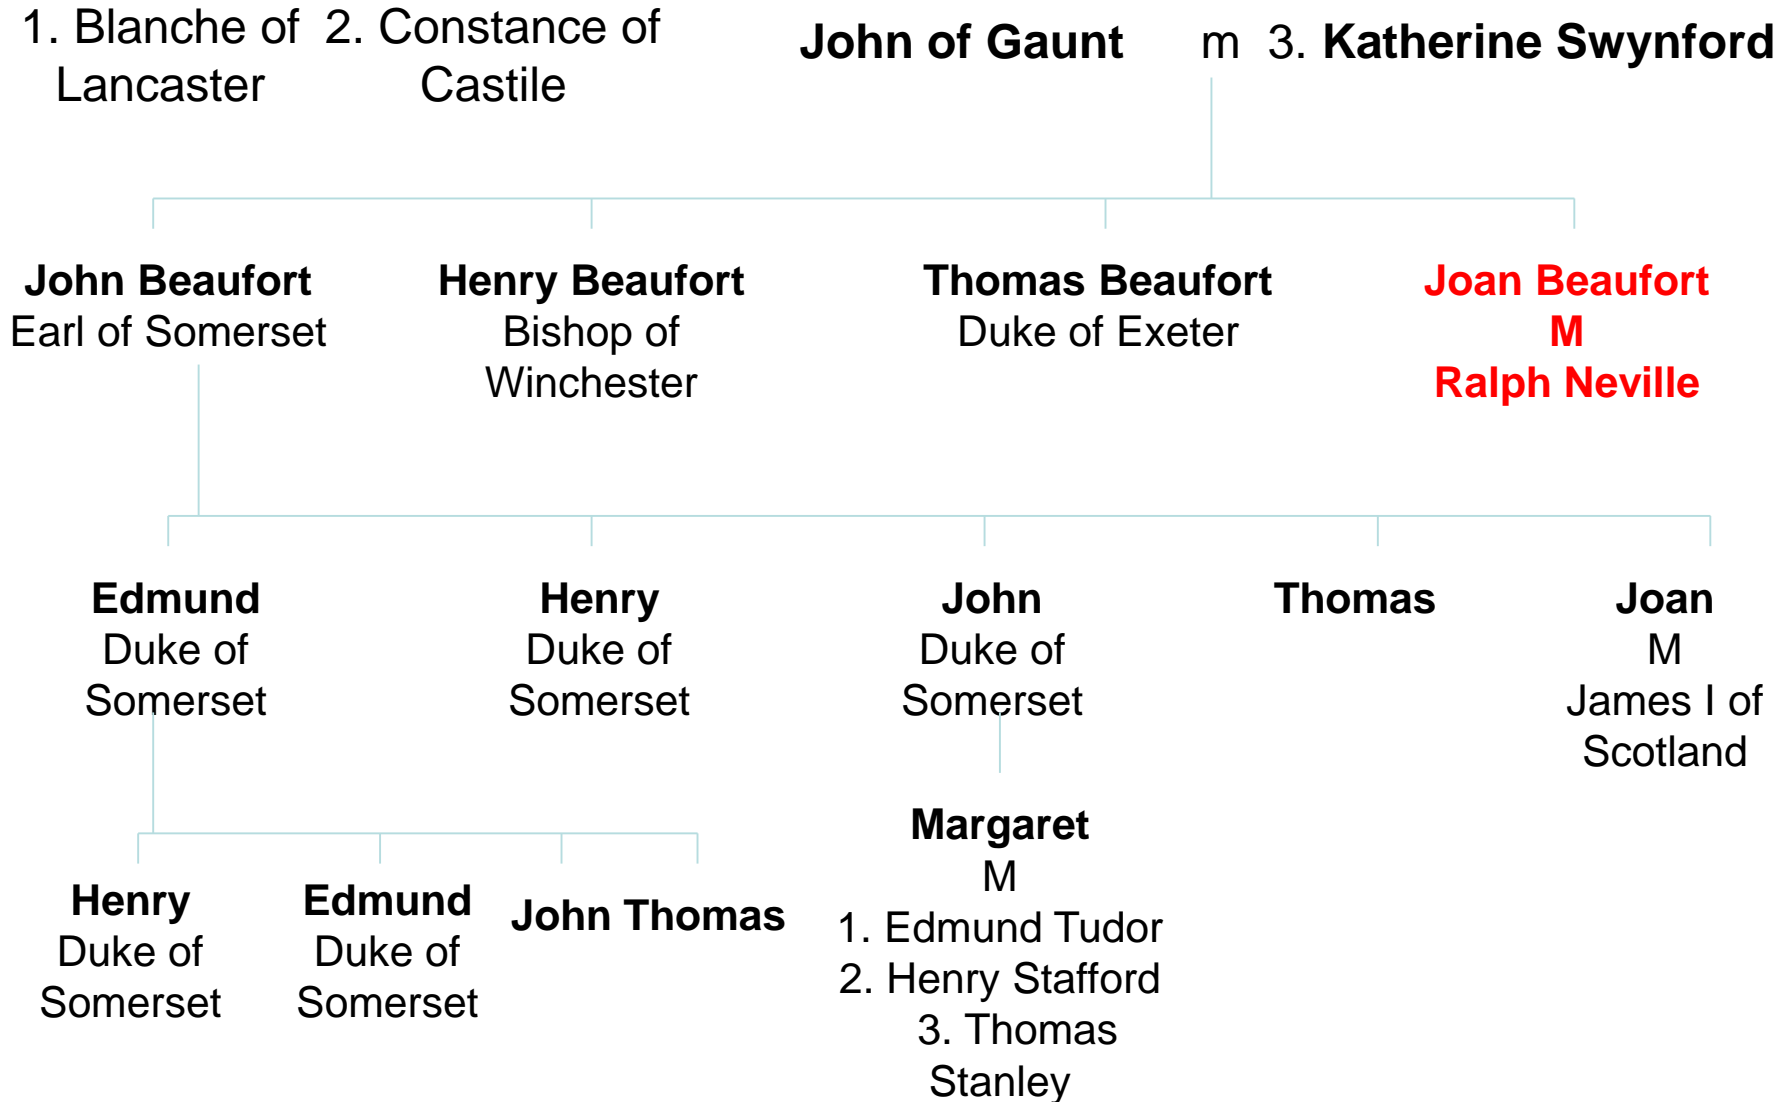 1. Blanche of
Lancaster
2. Constance of
Castile
John of Gaunt m 3. Katherine Swynford
John Beaufort
Earl of Somerset
Henry Beaufort
Bishop of
Winchester
Thomas Beaufort
Duke of Exeter
Joan Beaufort
M
Ralph Neville
Edmund
Duke of
Somerset
Henry
Duke of
Somerset
John
Duke of
Somerset
Thomas
Joan
M
James I of
Scotland
Henry
Duke of
Somerset
Edmund
Duke of
Somerset
John Thomas
Margaret
M
1. Edmund Tudor
2. Henry Stafford
3. Thomas
Stanley